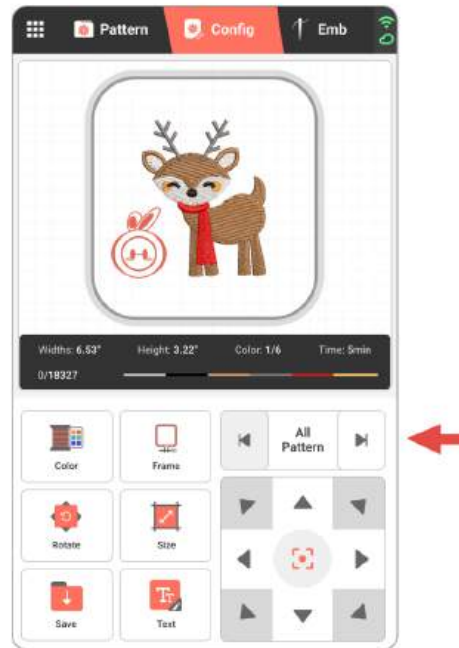 Pattern Config Emb
Widths: 6.53" Height: 3.22" Color: 1/6 Time: 5min
0/18327
All
Pattern
Color Frame
Rotate Size
Save Text